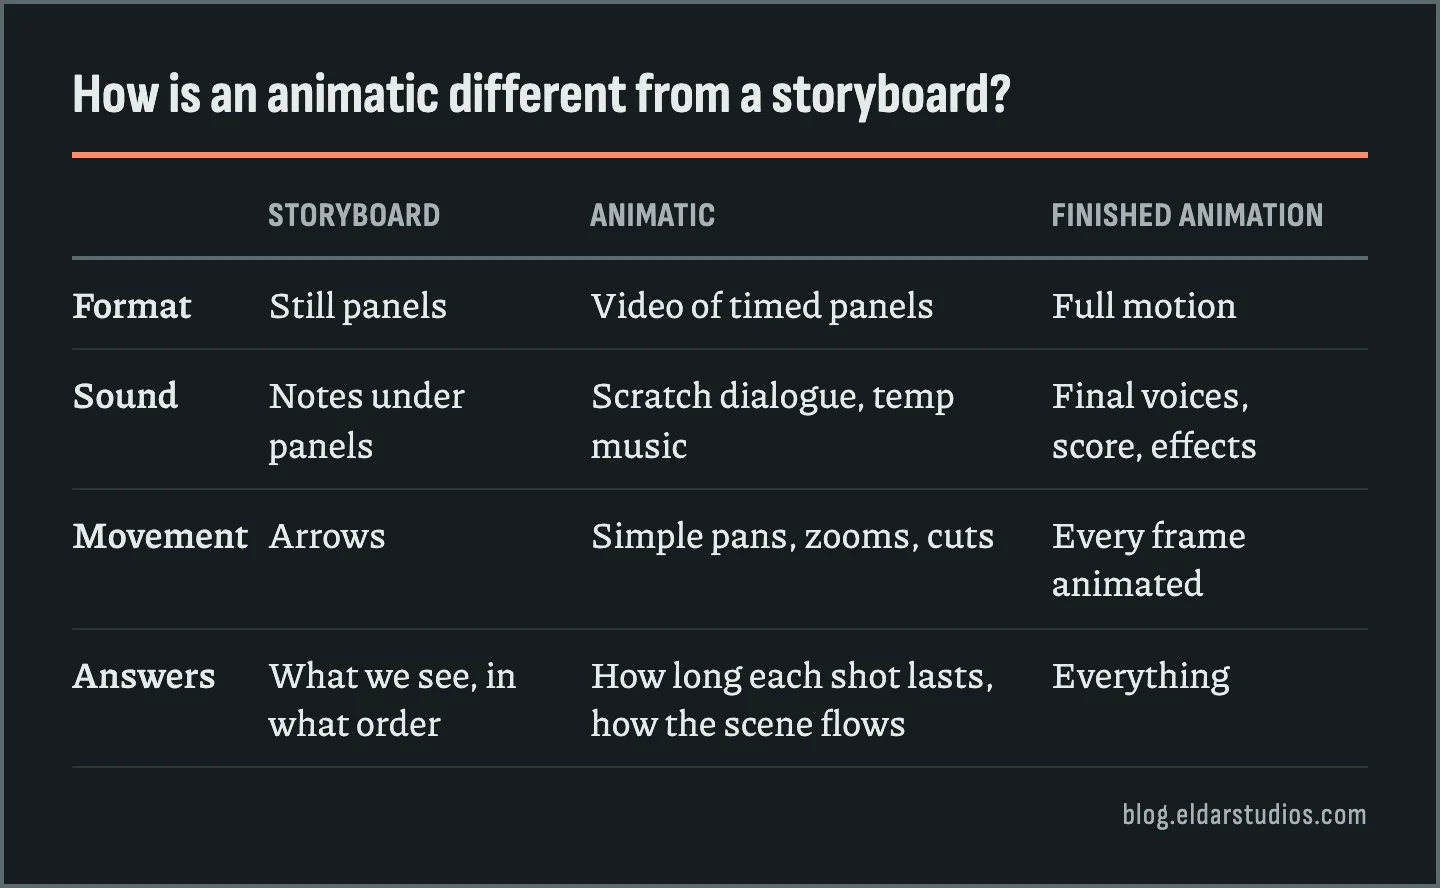 How is an animatic different from a storyboard?
STORYBOARD ANIMATIC FINISHED ANIMATION
Format Still panels Video of timed panels Full motion
Sound Notes under Scratch dialogue, temp Final voices,
panels music score, effects
Movement Arrows Simple pans, zooms, cuts Every frame
animated
Answers What we see, in How long each shot lasts, Everything
what order how the scene flows
blog.eldarstudios.com